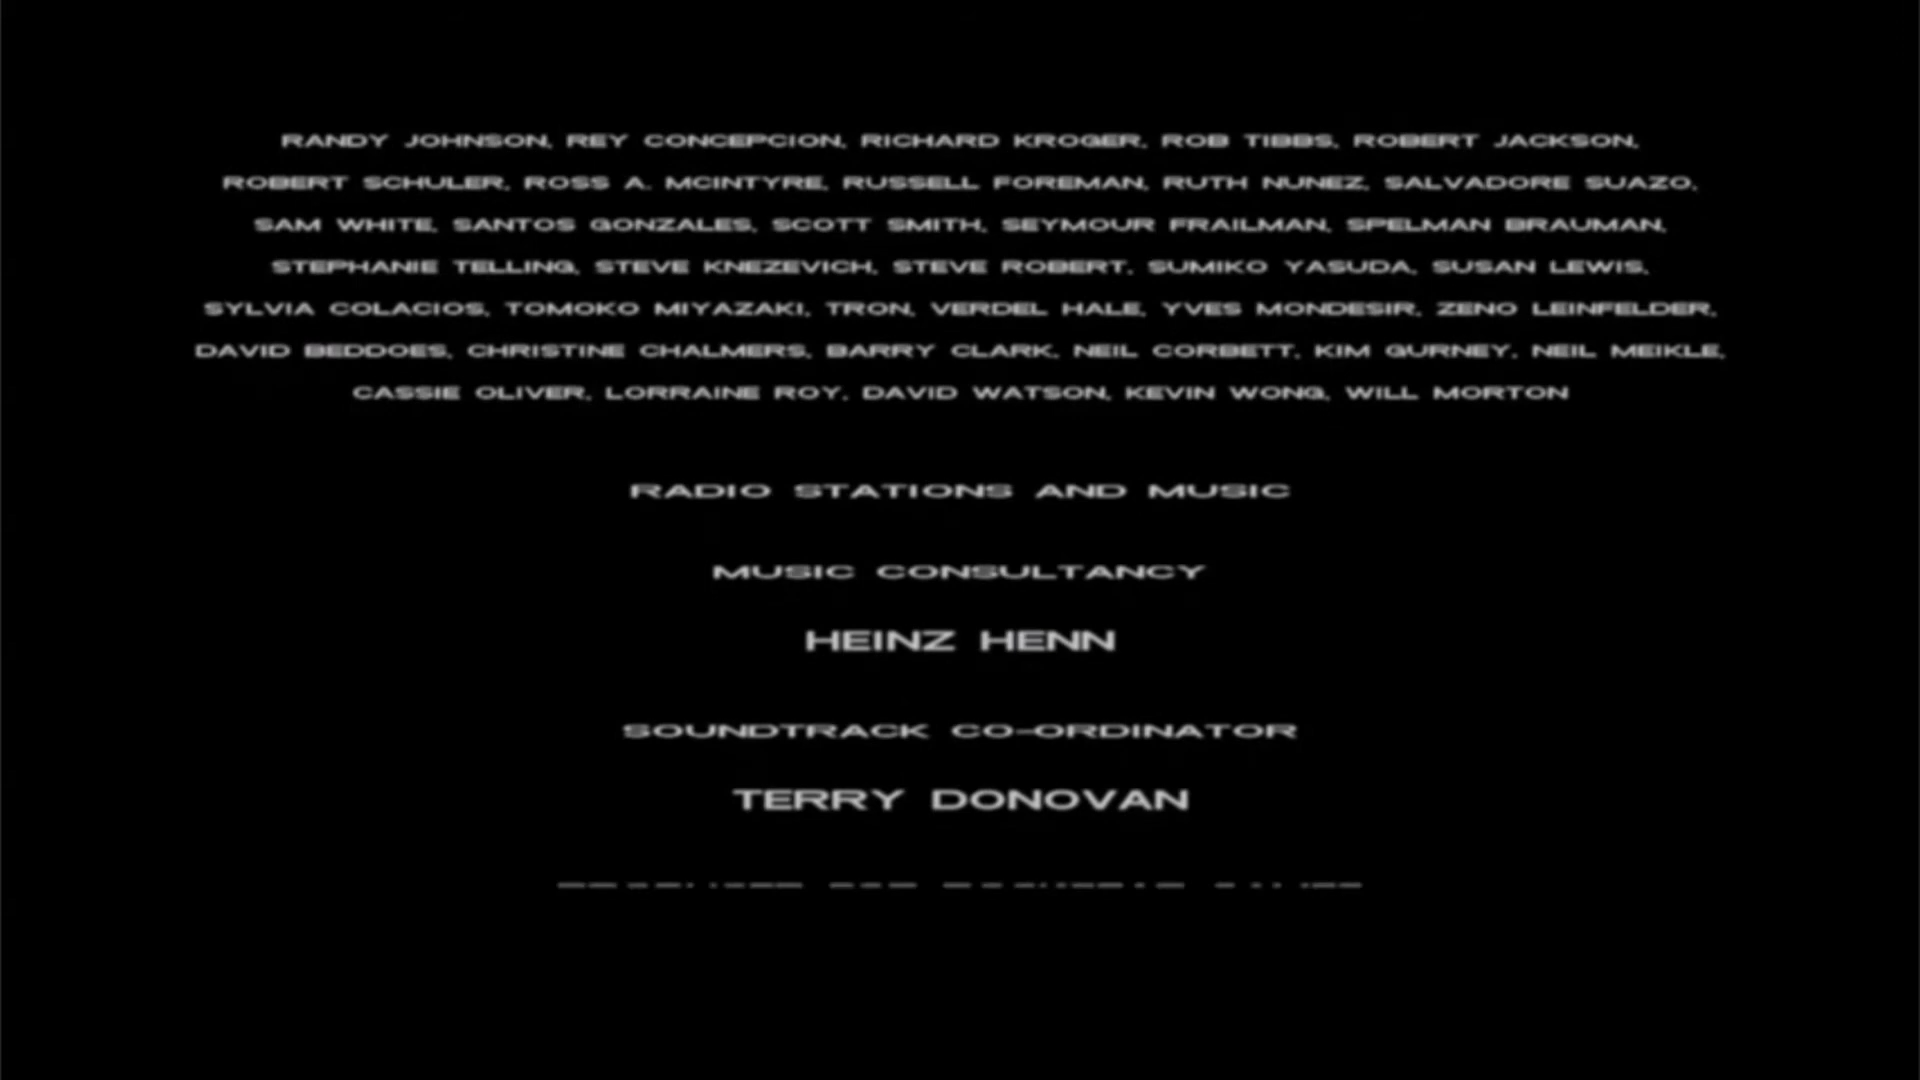 RANDY JOHNSON, REY CONCEPCION, RICHARD KROGER, ROB TIBBS, ROBERT JACKSON,
ROBERT SCHULER, ROSS A. MCINTYRE, RUSSELL FOREMAN, RUTH NUNEZ, SALVADORE SUAZO,
SAM WHITE, SANTOS GONZALES, SCOTT SMITH, SEYMOUR FRAILMAN, SPELMAN BRAUMAN,
STEPHANIE TELLING, STEVE KNEZEVICH, STEVE ROBERT, SUMIKO YASUDA, SUSAN LEWIS,
SYLVIA COLACIOS, TOMOKO MIYAZAKI, TRON, VERDEL HALE, YVES MONDESIR, ZENO LEINFELDER,
DAVID BEDDOES, CHRISTINE CHALMERS, BARRY CLARK, NEIL CORBETT, KIM GURNEY, NEIL MEIKLE,
CASSIE OLIVER, LORRAINE ROY, DAVID WATSON, KEVIN WONG, WILL MORTON
RADIO STATIONS AND MUSIC
MUSIC CONSULTANCY
HEINZ HENN
SOUNDTRACK CO-ORDINATOR
TERRY DONOVAN